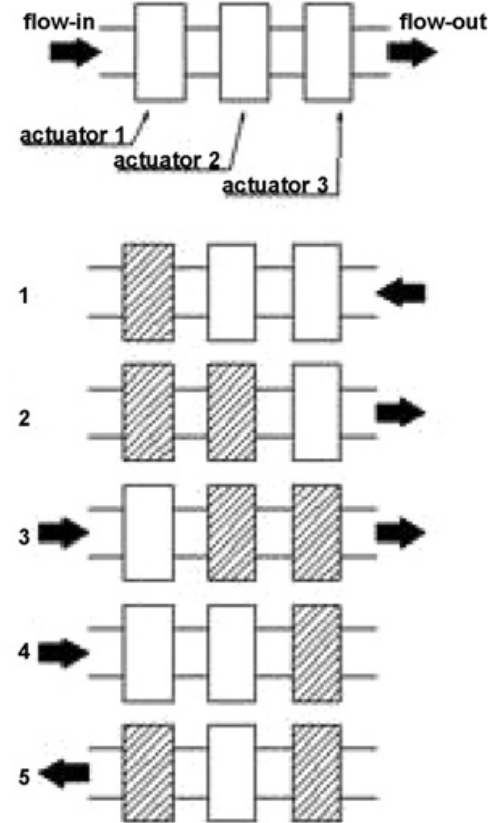 flow-in
flow-out
actuator 1
actuator 2
actuator 3
1
2
3
4
5